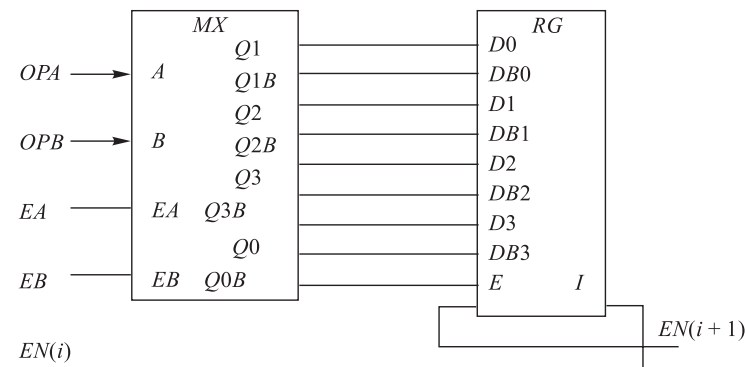 MX
RG
Q1
D0
OPA
A
Q1B
DB0
Q2
D1
OPB
B
Q2B
DB1
Q3
D2
DB2
EA
EA
Q3B
D3
Q0
DB3
EB
EB
Q0B
E
I
EN(i + 1)
EN(i)